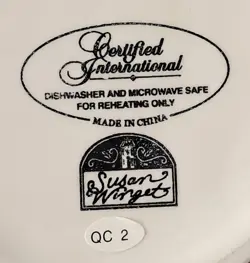 Certified
International
DISHWASHER AND MICROWAVE SAFE
FOR REHEATING ONLY
MADE IN CHINA
Susan
Winget
QC 2